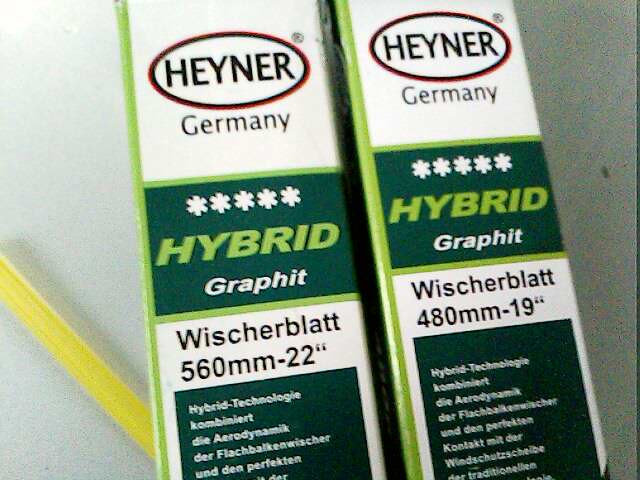 HEYNER®
Germany
*****
HYBRID
Graphit
Wischerblatt
560mm-22“
Hybrid-Technologie
kombiniert
die Aerodynamik
der Flachbalkenwischer
und den perfekten
mit der
HEYNER®
Germany
*****
HYBRID
Graphit
Wischerblatt
480mm-19“
Hybrid-Technologie
kombiniert
die Aerodynamik
der Flachbalkenwischer
und den perfekten
Kontakt mit der
Windschutzscheibe
der traditionellen